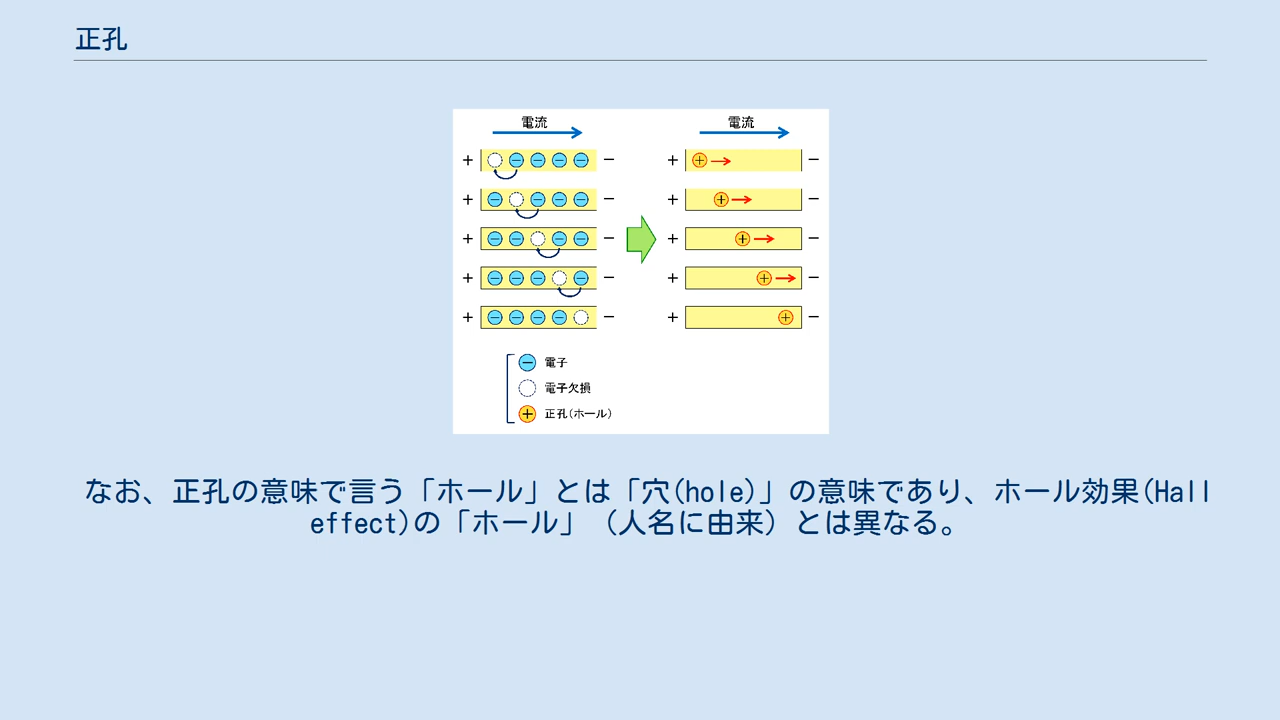 正孔
電流
電流
+ − − − − −
+ + −
+ − − − − −
+ + −
+ − − − − −
+ + −
+ − − − − −
+ + −
+ − − − − −
+ + −
− 電子
電子欠損
+ 正孔(ホール)
なお、正孔の意味で言う「ホール」とは「穴(hole)」の意味であり、ホール効果(Hall
effect)の「ホール」（人名に由来）とは異なる。